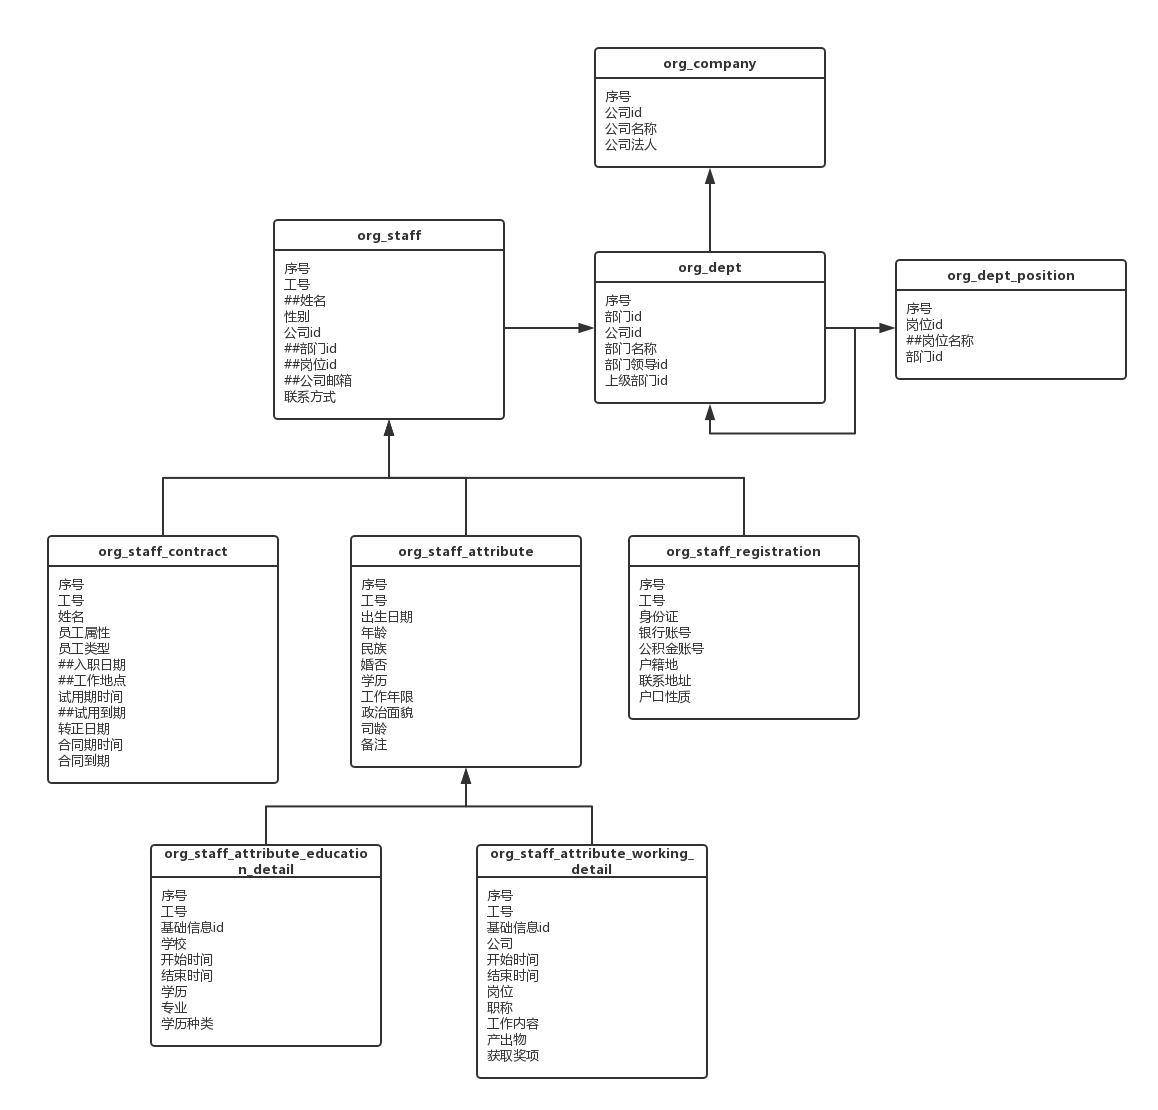 org_company
序号
公司id
公司名称
公司法人
org_staff
序号
工号
##姓名
性别
公司id
##部门id
##岗位id
##公司邮箱
联系方式
org_dept
序号
部门id
公司id
部门名称
部门领导id
上级部门id
org_dept_position
序号
岗位id
##岗位名称
部门id
org_staff_contract
序号
工号
姓名
员工属性
员工类型
##入职日期
##工作地点
试用期时间
##试用到期
转正日期
合同期时间
合同到期
org_staff_attribute
序号
工号
出生日期
年龄
民族
婚否
学历
工作年限
政治面貌
司龄
备注
org_staff_registration
序号
工号
身份证
银行账号
公积金账号
户籍地
联系地址
户口性质
org_staff_attribute_educatio
n_detail
序号
工号
基础信息id
学校
开始时间
结束时间
学历
专业
学历种类
org_staff_attribute_working_
detail
序号
工号
基础信息id
公司
开始时间
结束时间
岗位
职称
工作内容
产出物
获取奖项